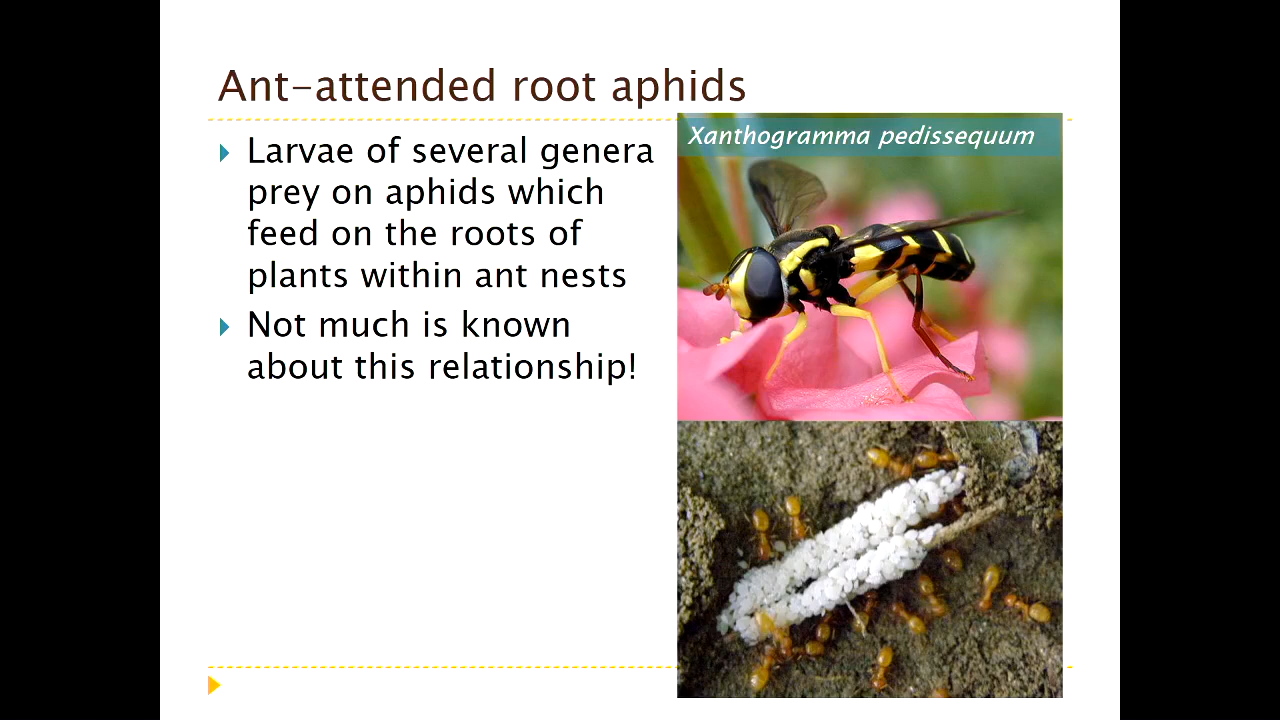 Ant-attended root aphids
Larvae of several genera
prey on aphids which
feed on the roots of
plants within ant nests
Not much is known
about this relationship!
Xanthogramma pedissequum